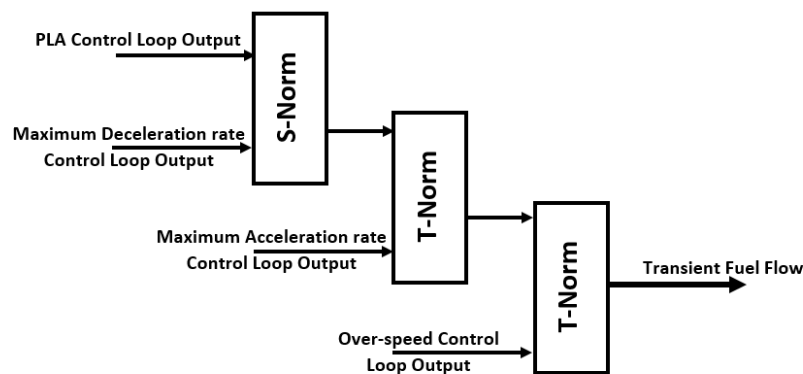 PLA Control Loop Output
S-Norm
Maximum Deceleration rate
Control Loop Output
T-Norm
Maximum Acceleration rate
Control Loop Output
T-Norm
Transient Fuel Flow
Over-speed Control
Loop Output